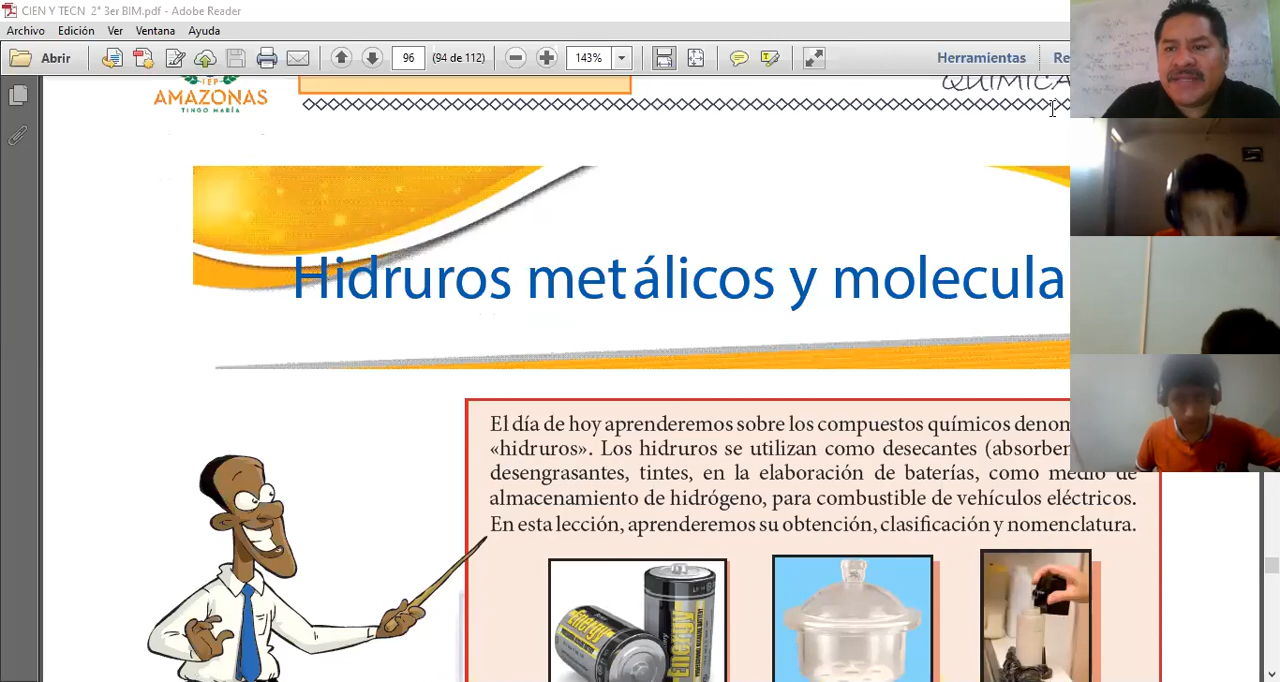 CIEN Y TECN 2° 3er BIM.pdf - Adobe Reader
Archivo Edición Ver Ventana Ayuda
Abrir 96 (94 de 112) 143% Herramientas
IEP
AMAZONAS
TINGO MARÍA
QUÍMICA
Hidruros metálicos y molecula
El día de hoy aprenderemos sobre los compuestos químicos
«hidruros». Los hidruros se utilizan como desecantes
desengrasantes, tintes, en la elaboración de baterías, como medio de
almacenamiento de hidrógeno, para combustible de vehículos eléctricos.
En esta lección, aprenderemos su obtención, clasificación y nomenclatura.
Energy
Energy